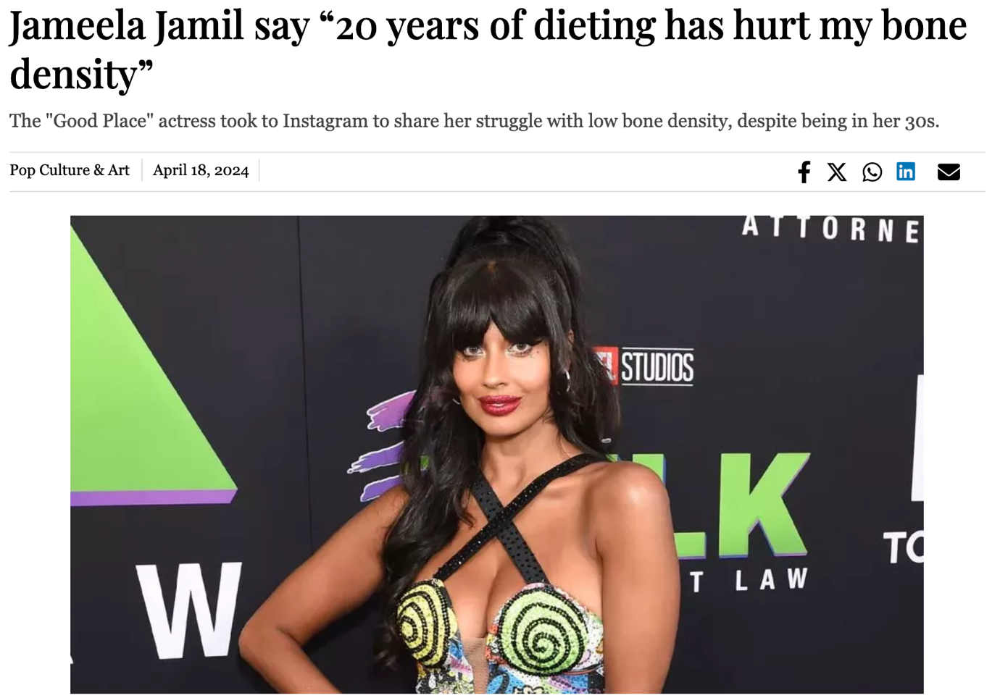 Jameela Jamil say “20 years of dieting has hurt my bone
density”
The "Good Place" actress took to Instagram to share her struggle with low bone density, despite being in her 30s.
Pop Culture & Art
April 18, 2024
in
ATTORNE
STUDIOS
LK
TO
T LAW
W